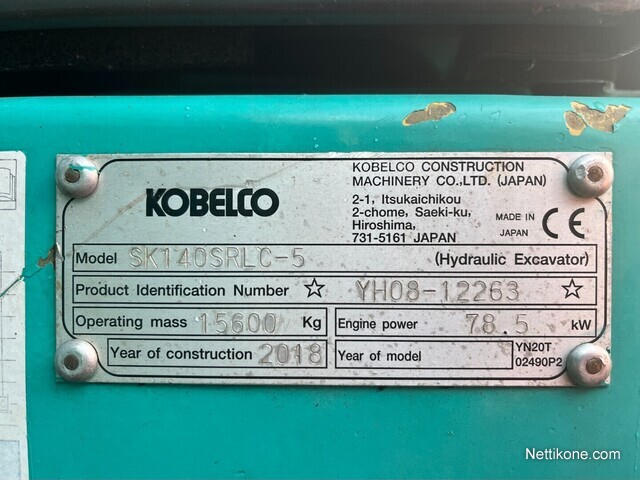 KOBELCO
KOBELCO CONSTRUCTION
MACHINERY CO.,LTD. (JAPAN)
2-1, Itsukaichikou
2-chome, Saeki-ku,
Hiroshima,
731-5161 JAPAN
MADE IN
JAPAN
CE
Model SK140SRLC-5 (Hydraulic Excavator)
Product Identification Number ☆ YH08-12263 ☆
Operating mass 15600 Kg
Engine power 78.5 kW
Year of construction 2018
Year of model
YN20T
02490P2
Nettikone.com